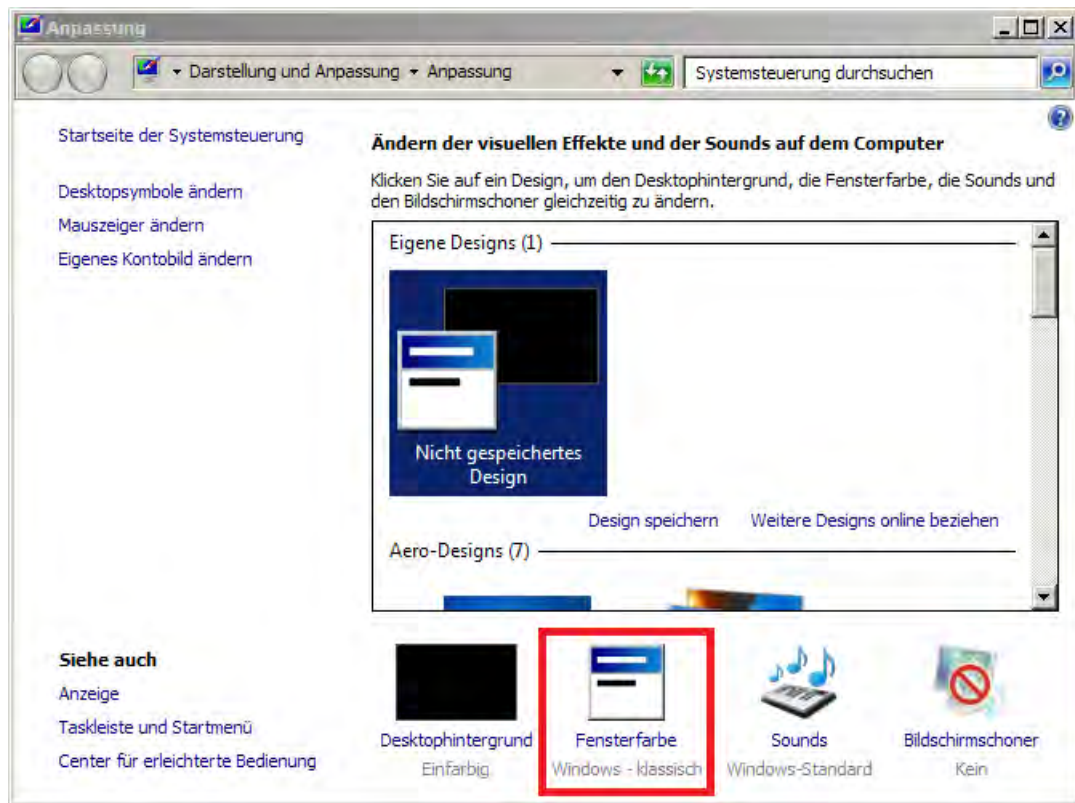 Anpassung
Darstellung und Anpassung Anpassung
Systemsteuerung durchsuchen
Startseite der Systemsteuerung
Desktopsymbole ändern
Mauszeiger ändern
Eigenes Kontobild ändern
Ändern der visuellen Effekte und der Sounds auf dem Computer
Klicken Sie auf ein Design, um den Desktophintergrund, die Fensterfarbe, die Sounds und
den Bildschirmschoner gleichzeitig zu ändern.
Eigene Designs (1)
Nicht gespeichertes
Design
Design speichern Weitere Designs online beziehen
Aero-Designs (7)
Siehe auch
Anzeige
Taskleiste und Startmenü
Center für erleichterte Bedienung
Desktophintergrund
Einfarbig
Fensterfarbe
Windows - klassisch
Sounds
Windows-Standard
Bildschirmschoner
Kein